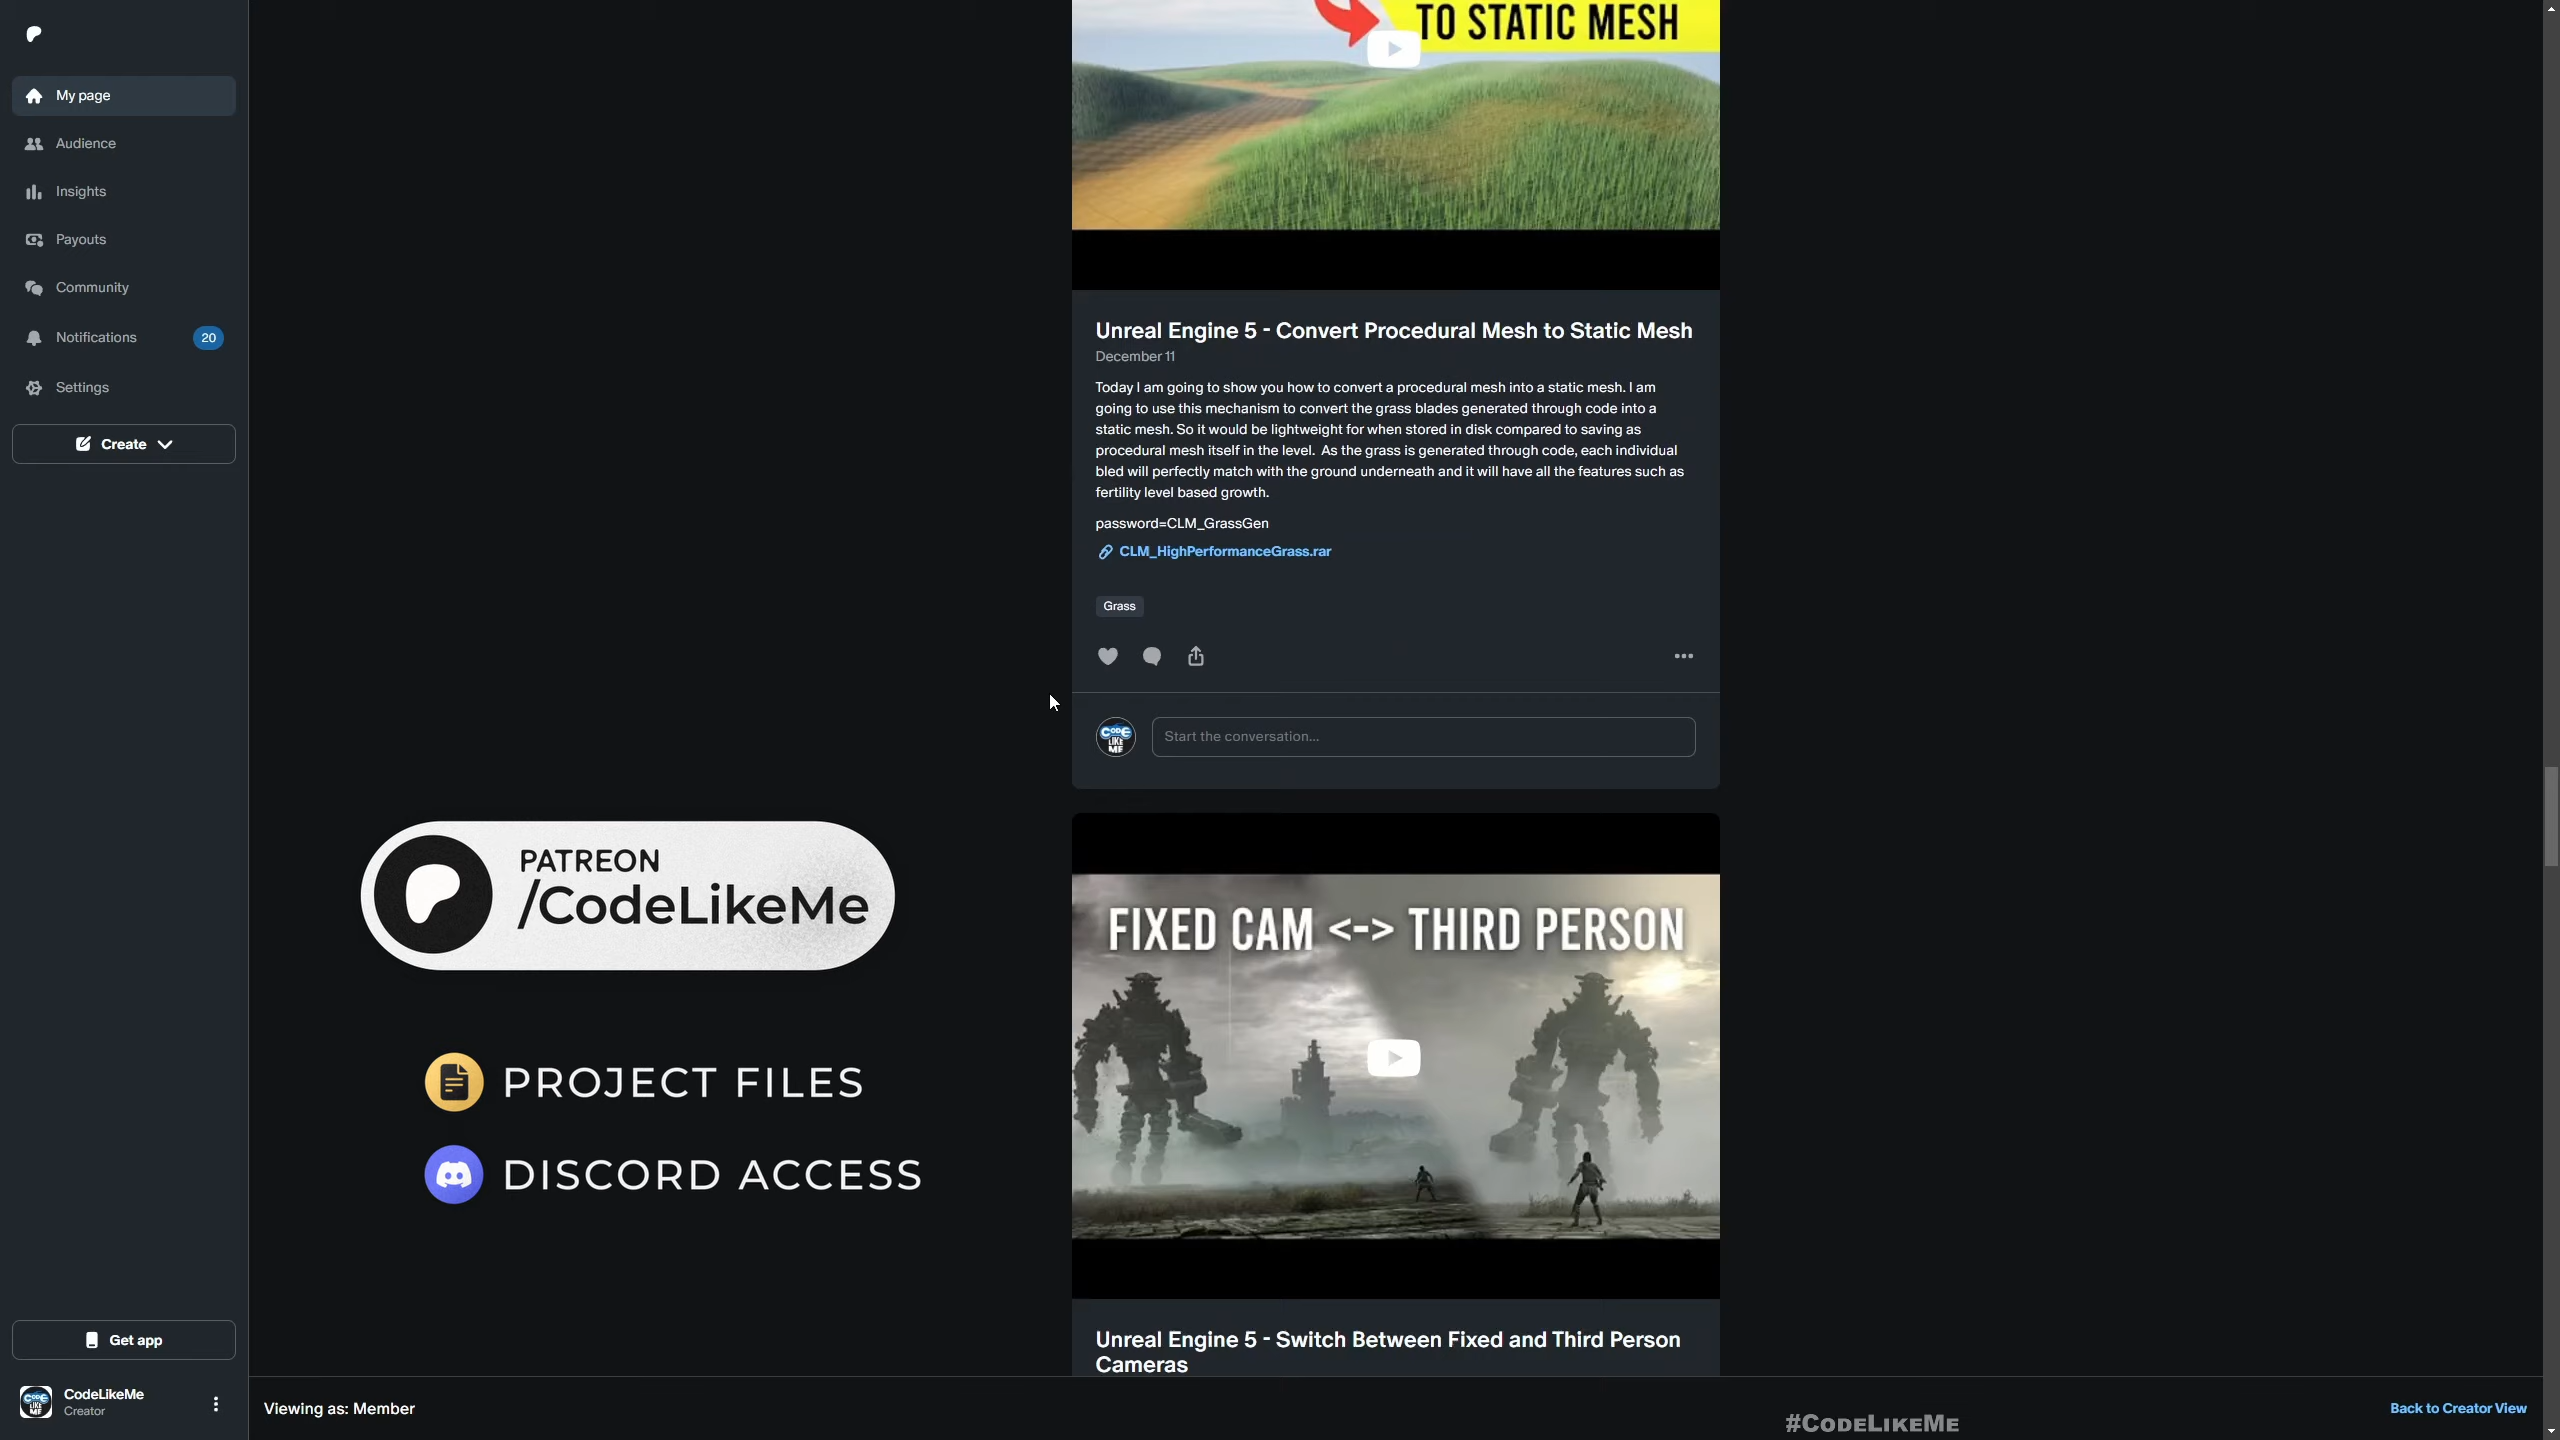 My page
Audience
Insights
Payouts
Community
Notifications
20
Settings
Create
TO STATIC MESH
Unreal Engine 5 - Convert Procedural Mesh to Static Mesh
December 11
Today I am going to show you how to convert a procedural mesh into a static mesh. I am
going to use this mechanism to convert the grass blades generated through code into a
static mesh. So it would be lightweight for when stored in disk compared to saving as
procedural mesh itself in the level.  As the grass is generated through code, each individual
bled will perfectly match with the ground underneath and it will have all the features such as
fertility level based growth.
password=CLM_GrassGen
CLM_HighPerformanceGrass.rar
Grass
CODE
LIKE
ME
Start the conversation...
PATREON
/CodeLikeMe
PROJECT FILES
DISCORD ACCESS
FIXED CAM <-> THIRD PERSON
Unreal Engine 5 - Switch Between Fixed and Third Person
Cameras
Get app
CODE
LIKE
ME
CodeLikeMe
Creator
Viewing as: Member
#CODELIKEME
Back to Creator View